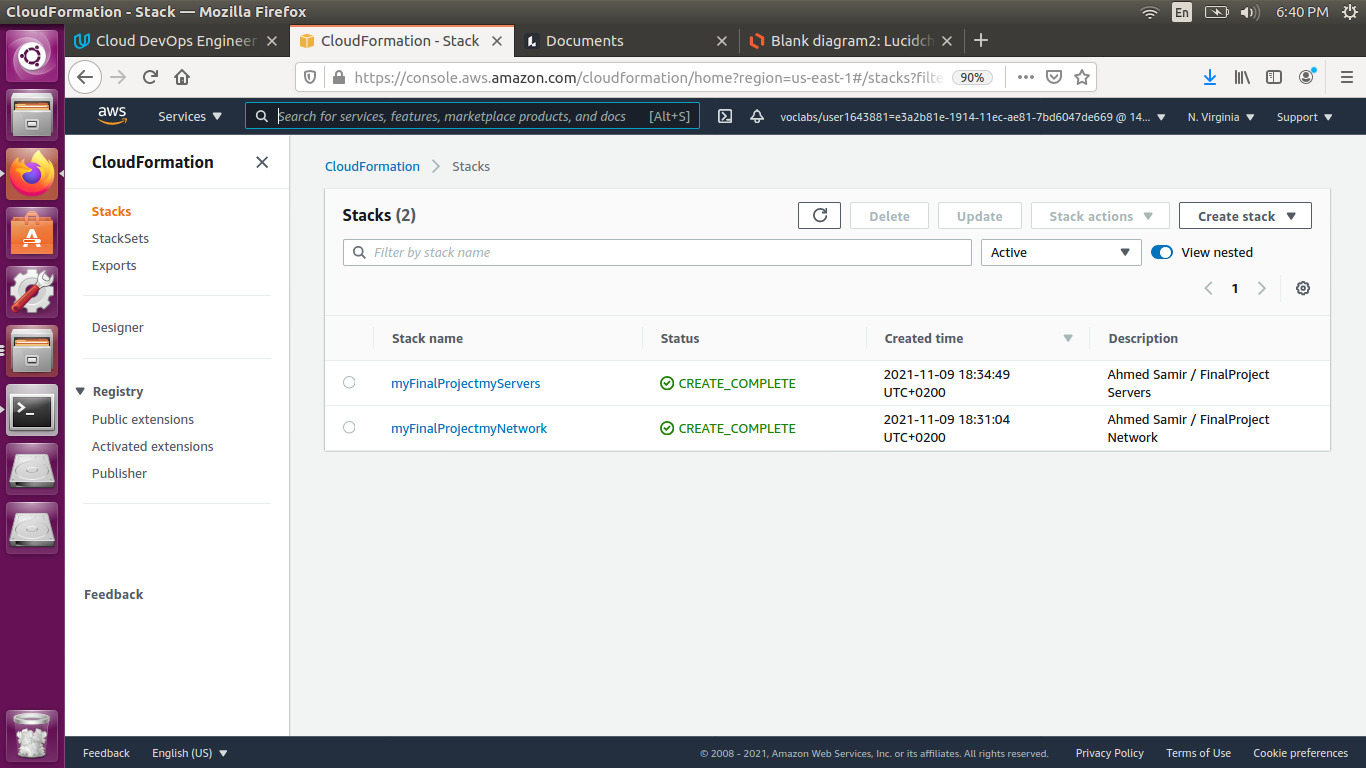 CloudFormation - Stack — Mozilla Firefox
En
6:40 PM
Cloud DevOps Engineer
CloudFormation - Stack
Documents
Blank diagram2: Lucidch
https://console.aws.amazon.com/cloudformation/home?region=us-east-1#/stacks?filte
90%
aws
Services
Search for services, features, marketplace products, and docs
[Alt+S]
voclabs/user1643881=e3a2b81e-1914-11ec-ae81-7bd6047de669 @ 14...
N. Virginia
Support
CloudFormation
Stacks
StackSets
Exports
Designer
Registry
Public extensions
Activated extensions
Publisher
Feedback
CloudFormation
Stacks
Stacks (2)
Delete
Update
Stack actions
Create stack
Filter by stack name
Active
View nested
1
Stack name
Status
Created time
Description
myFinalProjectmyServers
CREATE_COMPLETE
2021-11-09 18:34:49
UTC+0200
Ahmed Samir / FinalProject
Servers
myFinalProjectmyNetwork
CREATE_COMPLETE
2021-11-09 18:31:04
UTC+0200
Ahmed Samir / FinalProject
Network
Feedback
English (US)
© 2008 - 2021, Amazon Web Services, Inc. or its affiliates. All rights reserved.
Privacy Policy
Terms of Use
Cookie preferences